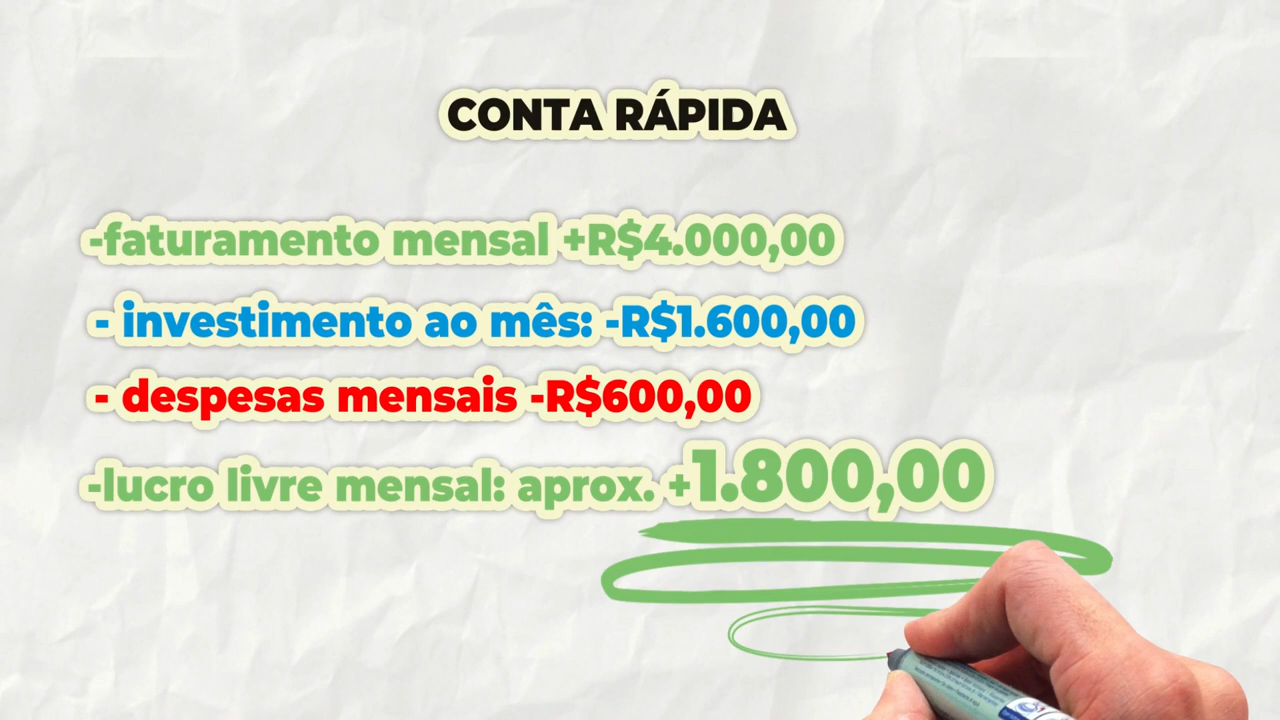 CONTA RÁPIDA
-faturamento mensal +R$4.000,00
- investimento ao mês: -R$1.600,00
- despesas mensais -R$600,00
-lucro livre mensal: aprox. +1.800,00